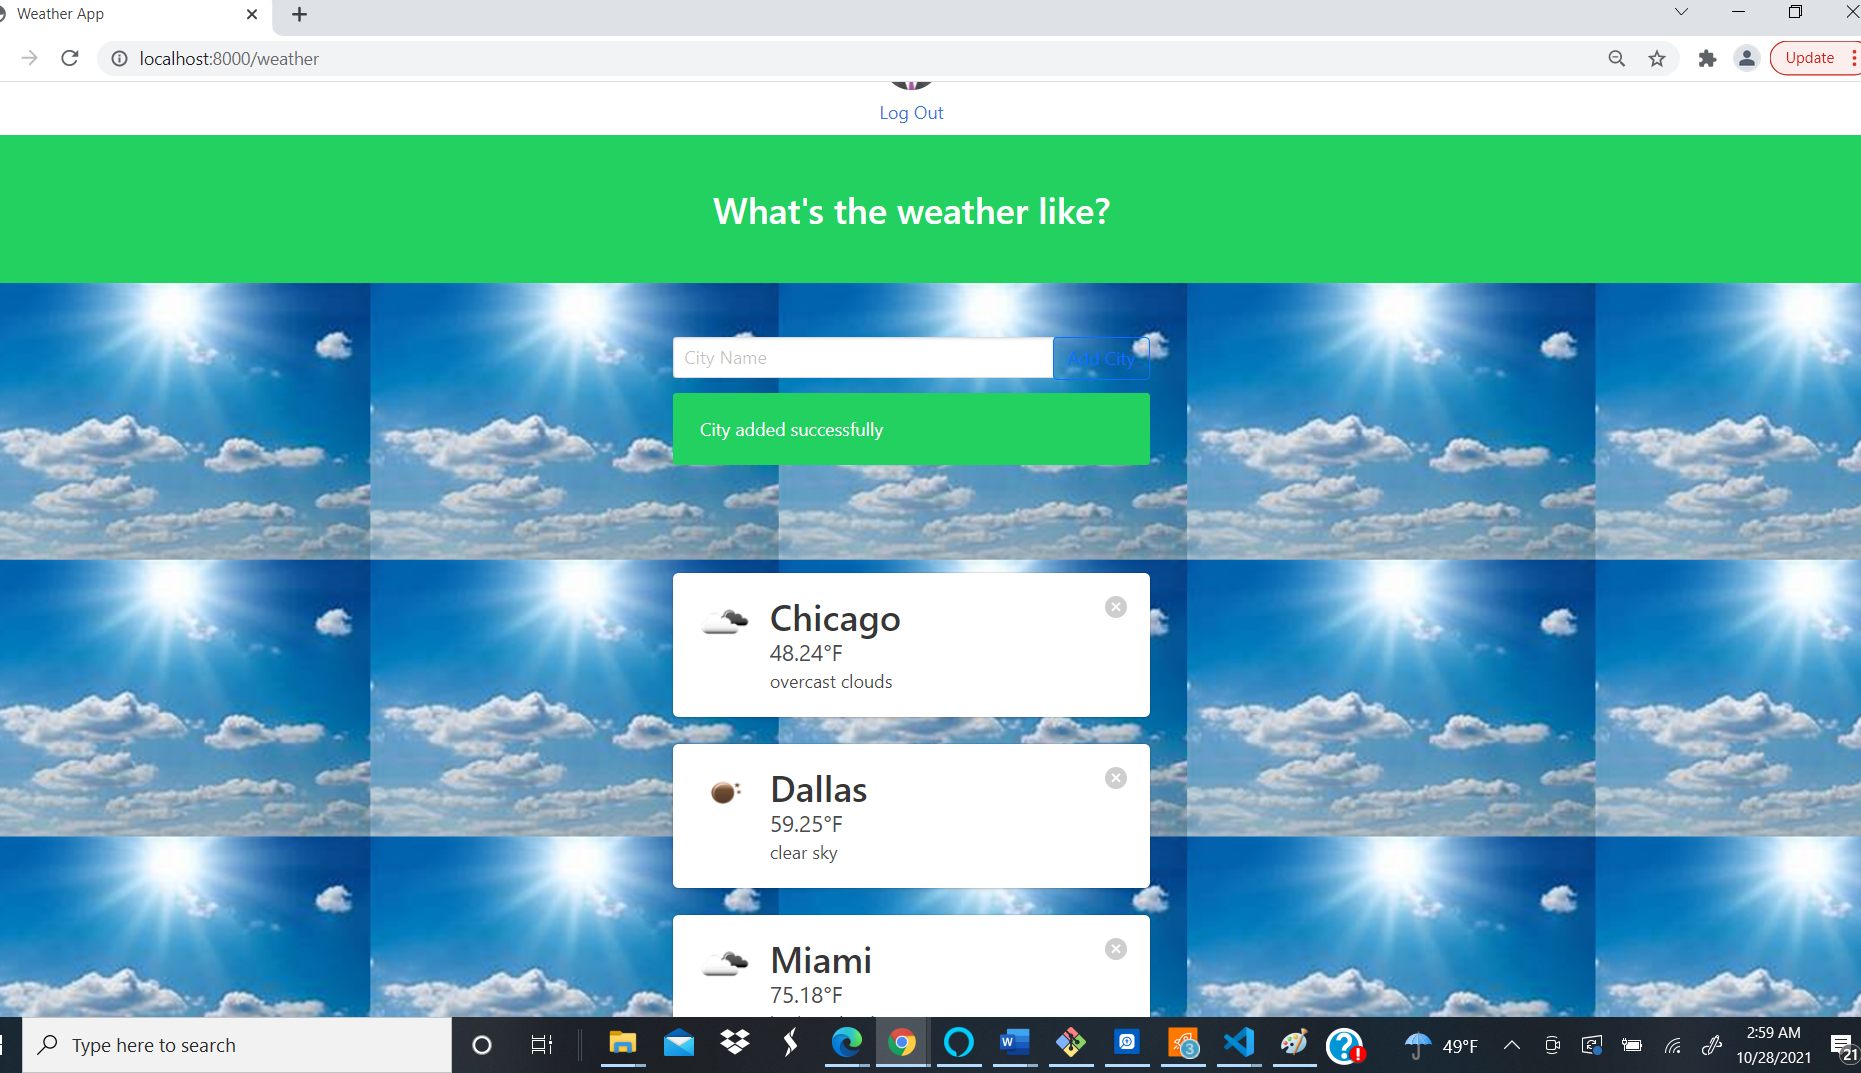 Weather App
localhost:8000/weather
Update
Log Out
What's the weather like?
City Name
Add City
City added successfully
Chicago
48.24°F
overcast clouds
Dallas
59.25°F
clear sky
Miami
75.18°F
Type here to search
W
3
49°F
2:59 AM
10/28/2021
21